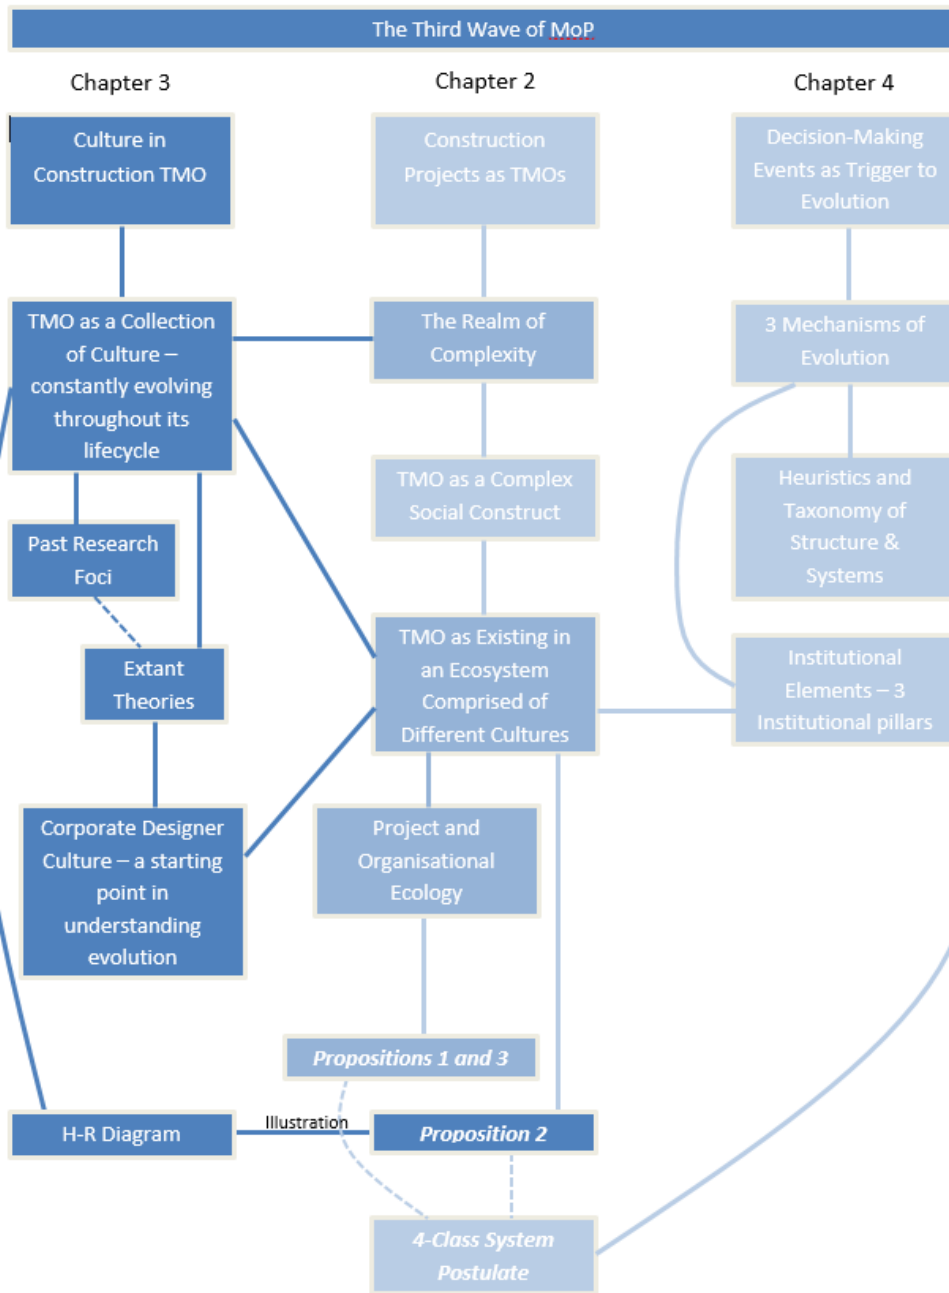 The Third Wave of MoP
Chapter 3
Chapter 2
Chapter 4
Culture in
Construction TMO
Construction
Projects as TMOs
Decision-Making
Events as Trigger to
Evolution
TMO as a Collection
of Culture –
constantly evolving
throughout its
lifecycle
The Realm of
Complexity
3 Mechanisms of
Evolution
TMO as a Complex
Social Construct
Heuristics and
Taxonomy of
Structure &
Systems
Past Research
Foci
Extant
Theories
TMO as Existing in
an Ecosystem
Comprised of
Different Cultures
Institutional
Elements – 3
Institutional pillars
Corporate Designer
Culture – a starting
point in
understanding
evolution
Project and
Organisational
Ecology
Propositions 1 and 3
H-R Diagram
Illustration
Proposition 2
4-Class System
Postulate